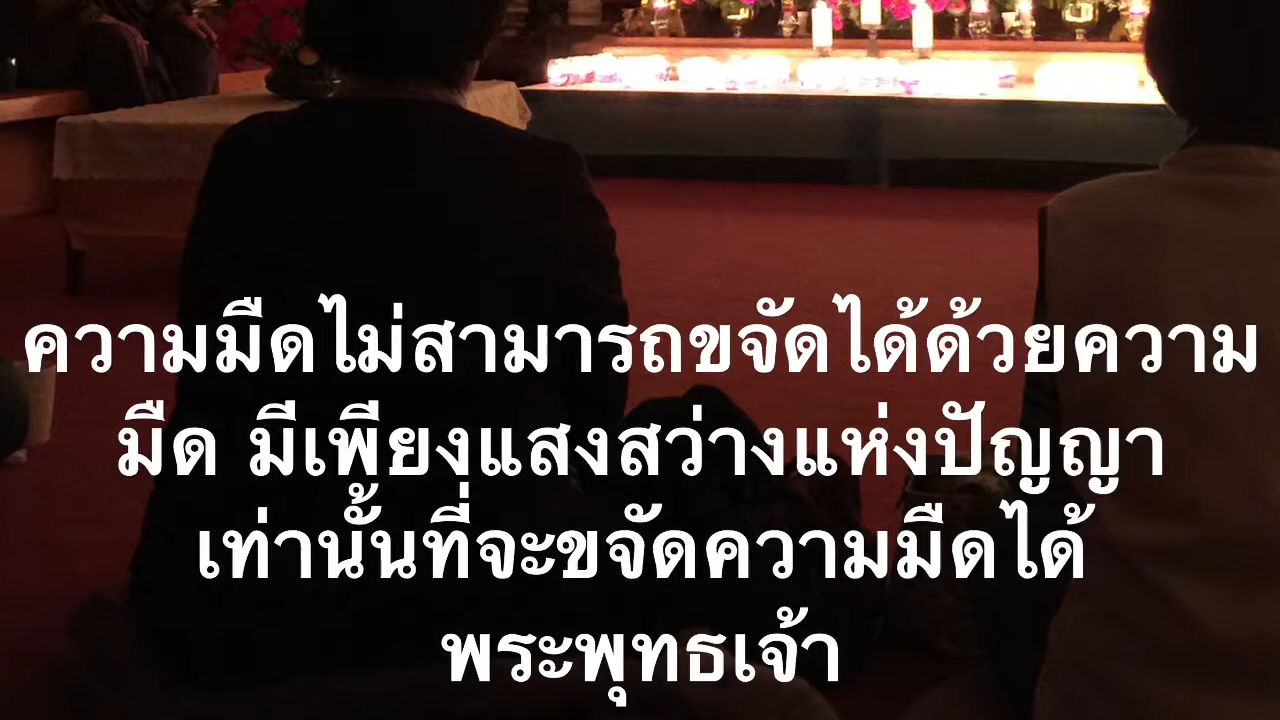 ความมืดไม่สามารถขจัดได้ด้วยความ
มืด มีเพียงแสงสว่างแห่งปัญญา
เท่านั้นที่จะขจัดความมืดได้
พระพุทธเจ้า